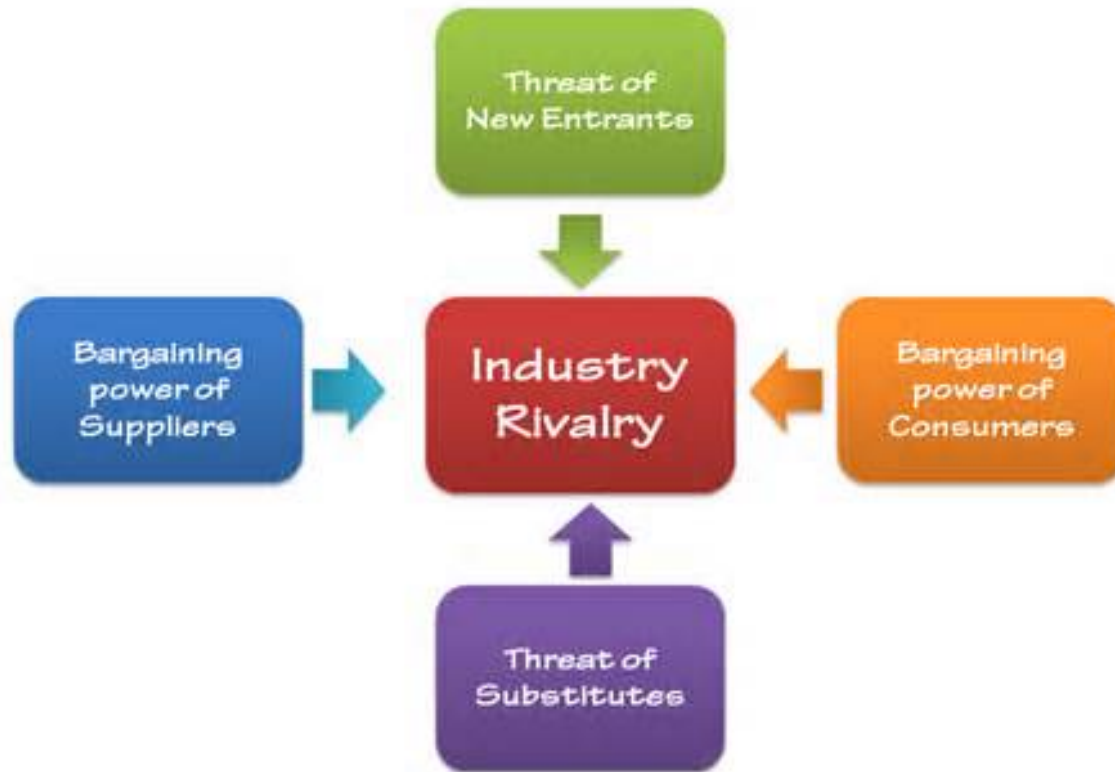 Threat of
New Entrants
Bargaining
power of
Suppliers
Industry
Rivalry
Bargaining
power of
Consumers
Threat of
Substitutes